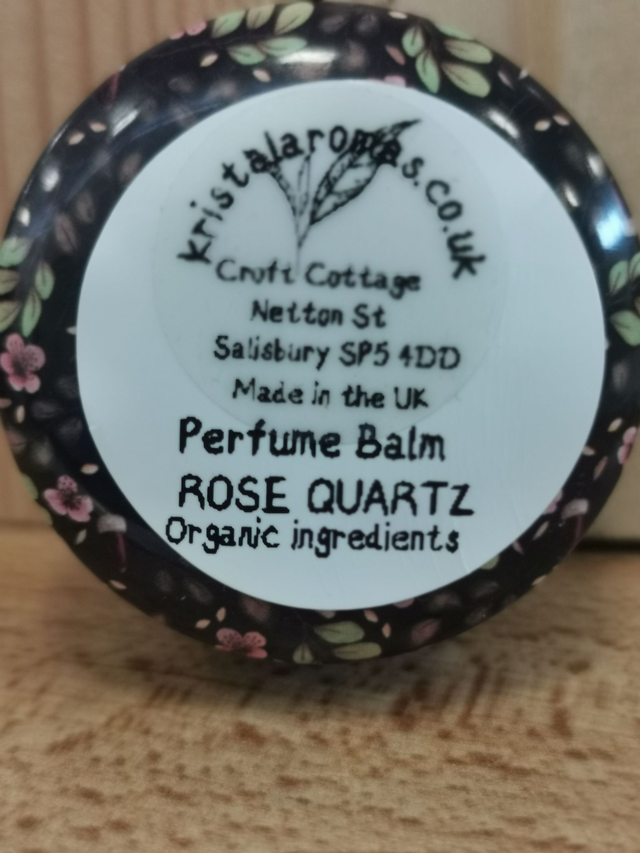 kristalaromas.co.uk
Croft Cottage
Netton St
Salisbury SP5 4DD
Made in the UK
Perfume Balm
ROSE QUARTZ
Organic ingredients